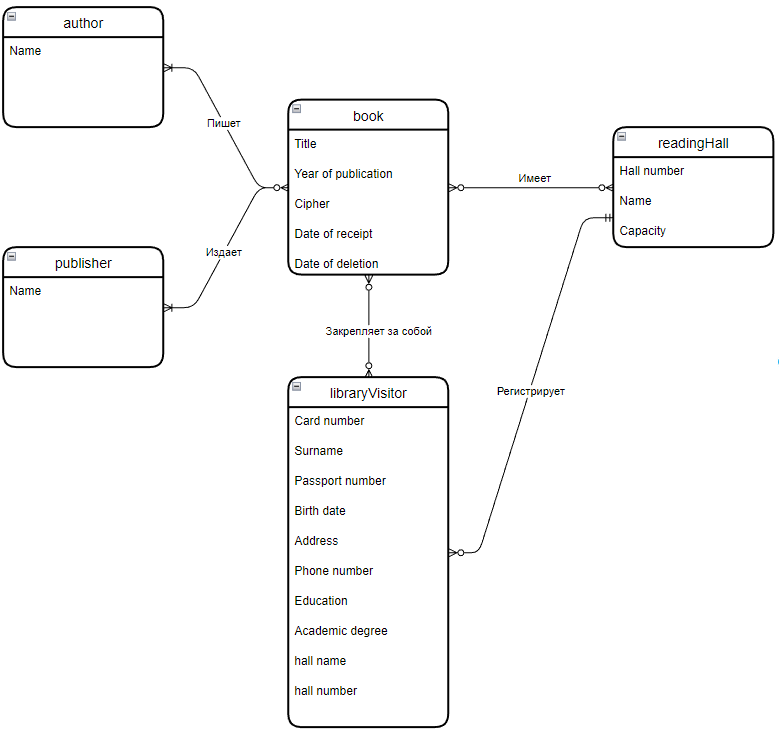 author
Name
Пишет
publisher
Name
Издает
book
Title
Year of publication
Cipher
Date of receipt
Date of deletion
Имеет
readingHall
Hall number
Name
Capacity
Закрепляет за собой
Регистрирует
libraryVisitor
Card number
Surname
Passport number
Birth date
Address
Phone number
Education
Academic degree
hall name
hall number